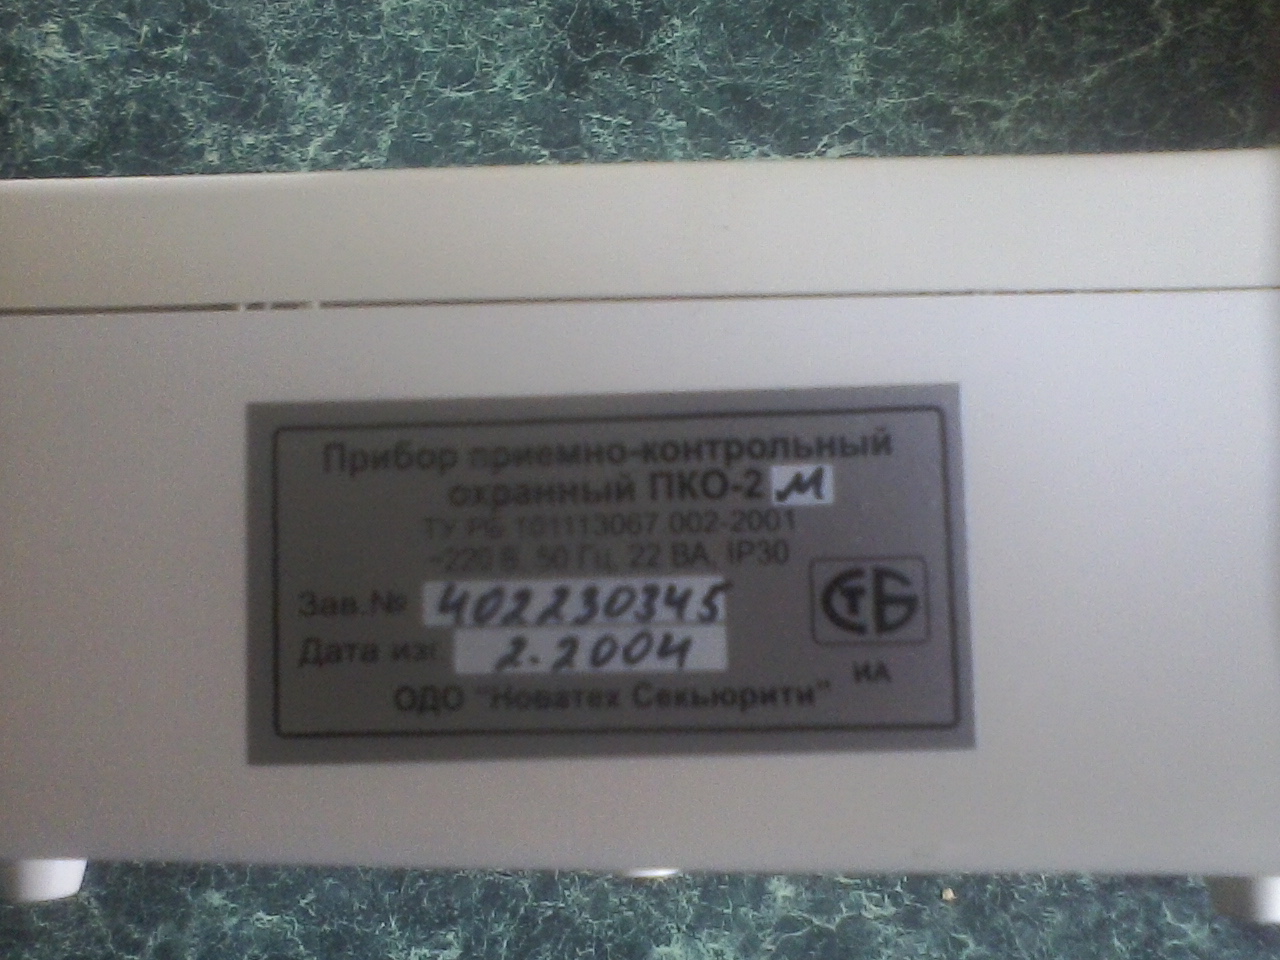 Прибор приемно-контрольный
охранный ПКО-2 М
ТУ РБ 101113067.002-2001
~220 В, 50 Гц, 22 ВА, IP30
Зав.№ 402230345
Дата изг. 2.2004
СТБ
ИА
ОДО "Новатех Секьюрити"